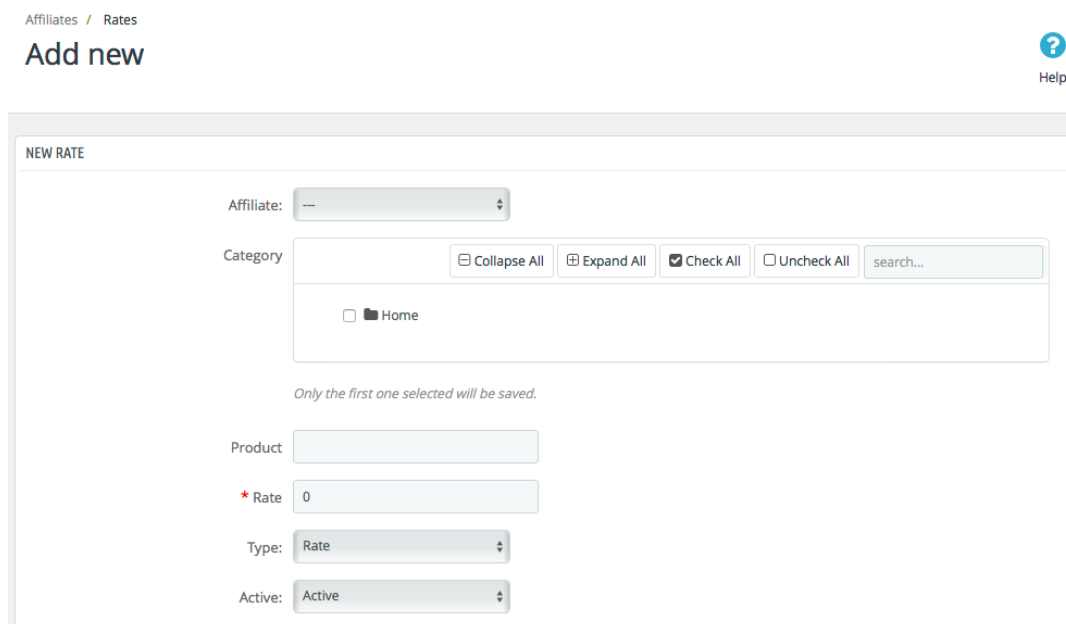 Affiliates / Rates
Add new
Help
NEW RATE
Affiliate: ---
Category Collapse All Expand All Check All Uncheck All search...
Home
Only the first one selected will be saved.
Product
* Rate 0
Type: Rate
Active: Active